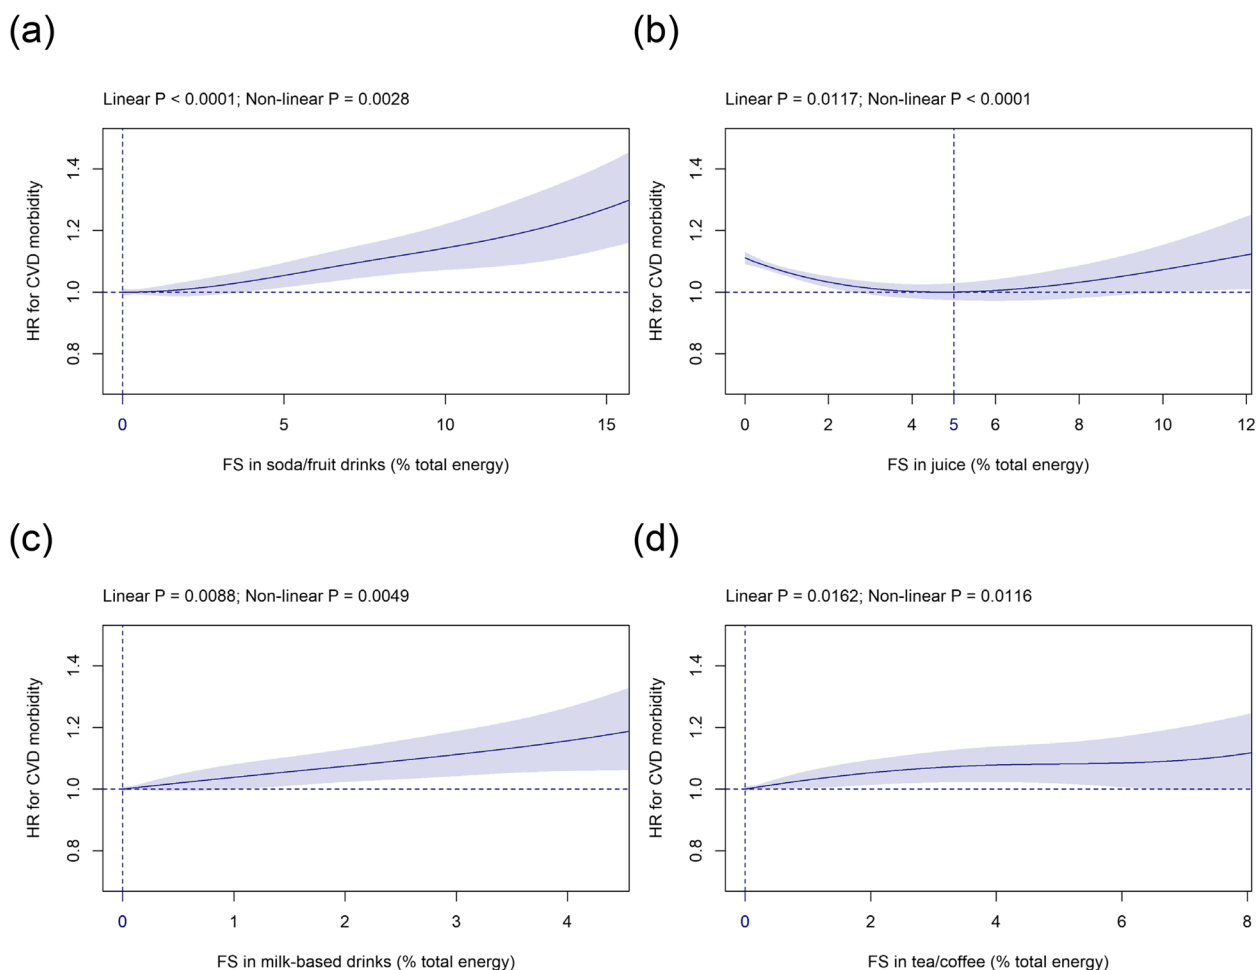 (a)
Linear P < 0.0001; Non-linear P = 0.0028
HR for CVD morbidity
1.4
1.2
1.0
0.8
0 5 10 15
FS in soda/fruit drinks (% total energy)
(b)
Linear P = 0.0117; Non-linear P < 0.0001
HR for CVD morbidity
1.4
1.2
1.0
0.8
0 2 4 5 6 8 10 12
FS in juice (% total energy)
(c)
Linear P = 0.0088; Non-linear P = 0.0049
HR for CVD morbidity
1.4
1.2
1.0
0.8
0 1 2 3 4
FS in milk-based drinks (% total energy)
(d)
Linear P = 0.0162; Non-linear P = 0.0116
HR for CVD morbidity
1.4
1.2
1.0
0.8
0 2 4 6 8
FS in tea/coffee (% total energy)